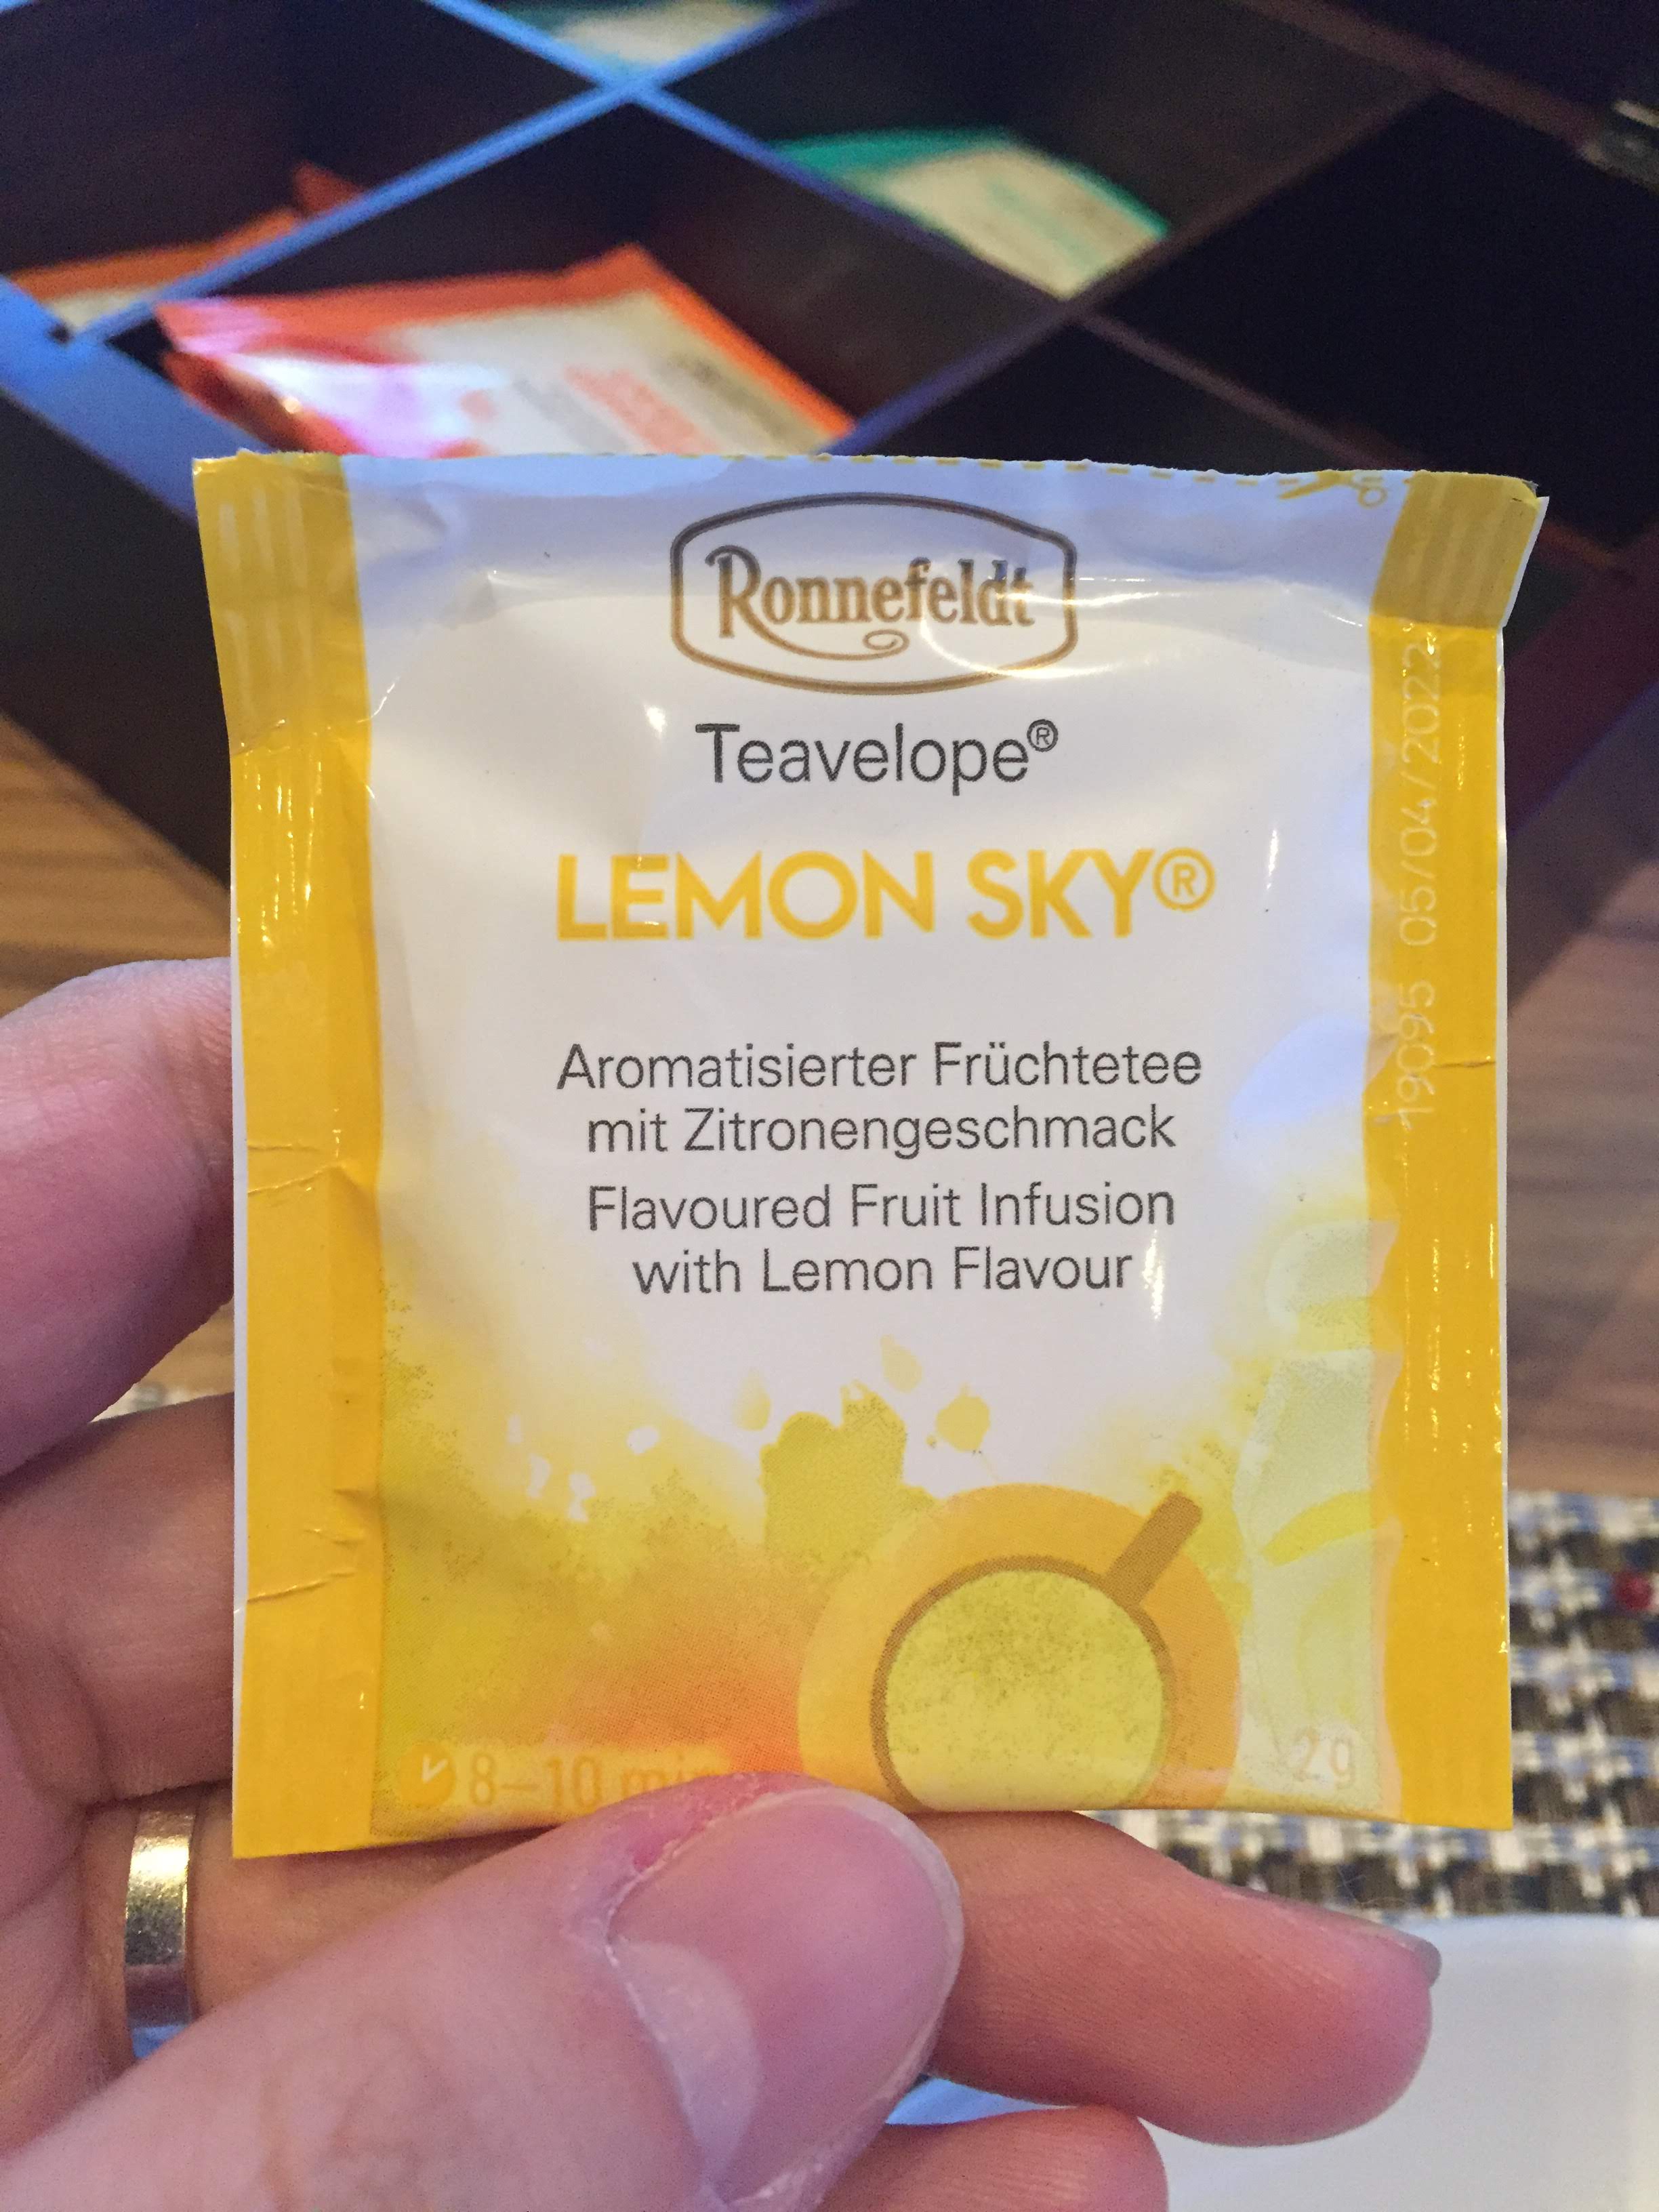 Ronnefeldt
Teavelope®
LEMON SKY®
Aromatisierter Früchtetee
mit Zitronengeschmack
Flavoured Fruit Infusion
with Lemon Flavour
8–10 min
2g
19095 05/04/2022